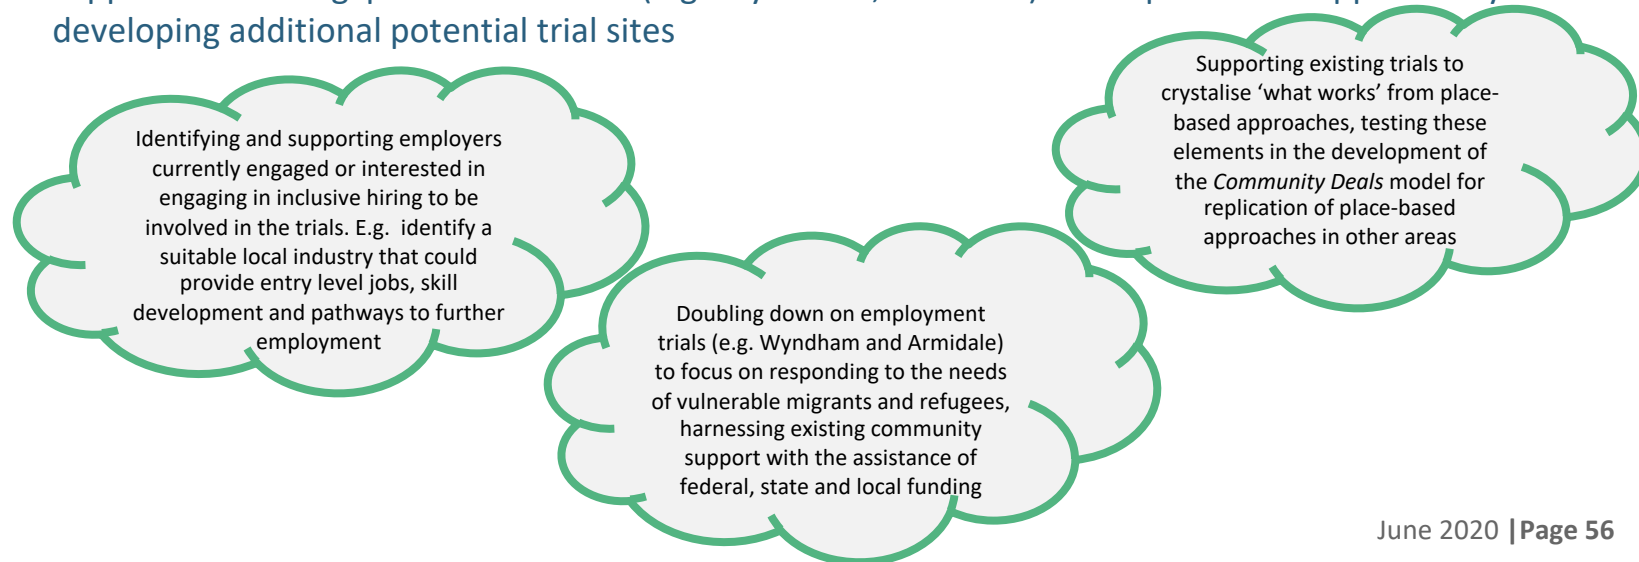 developing additional potential trial sites
Identifying and supporting employers
currently engaged or interested in
engaging in inclusive hiring to be
involved in the trials. E.g. identify a
suitable local industry that could
provide entry level jobs, skill
development and pathways to further
employment
Doubling down on employment
trials (e.g. Wyndham and Armidale)
to focus on responding to the needs
of vulnerable migrants and refugees,
harnessing existing community
support with the assistance of
federal, state and local funding
Supporting existing trials to
crystalise ‘what works’ from place-
based approaches, testing these
elements in the development of
the Community Deals model for
replication of place-based
approaches in other areas
June 2020 |Page 56